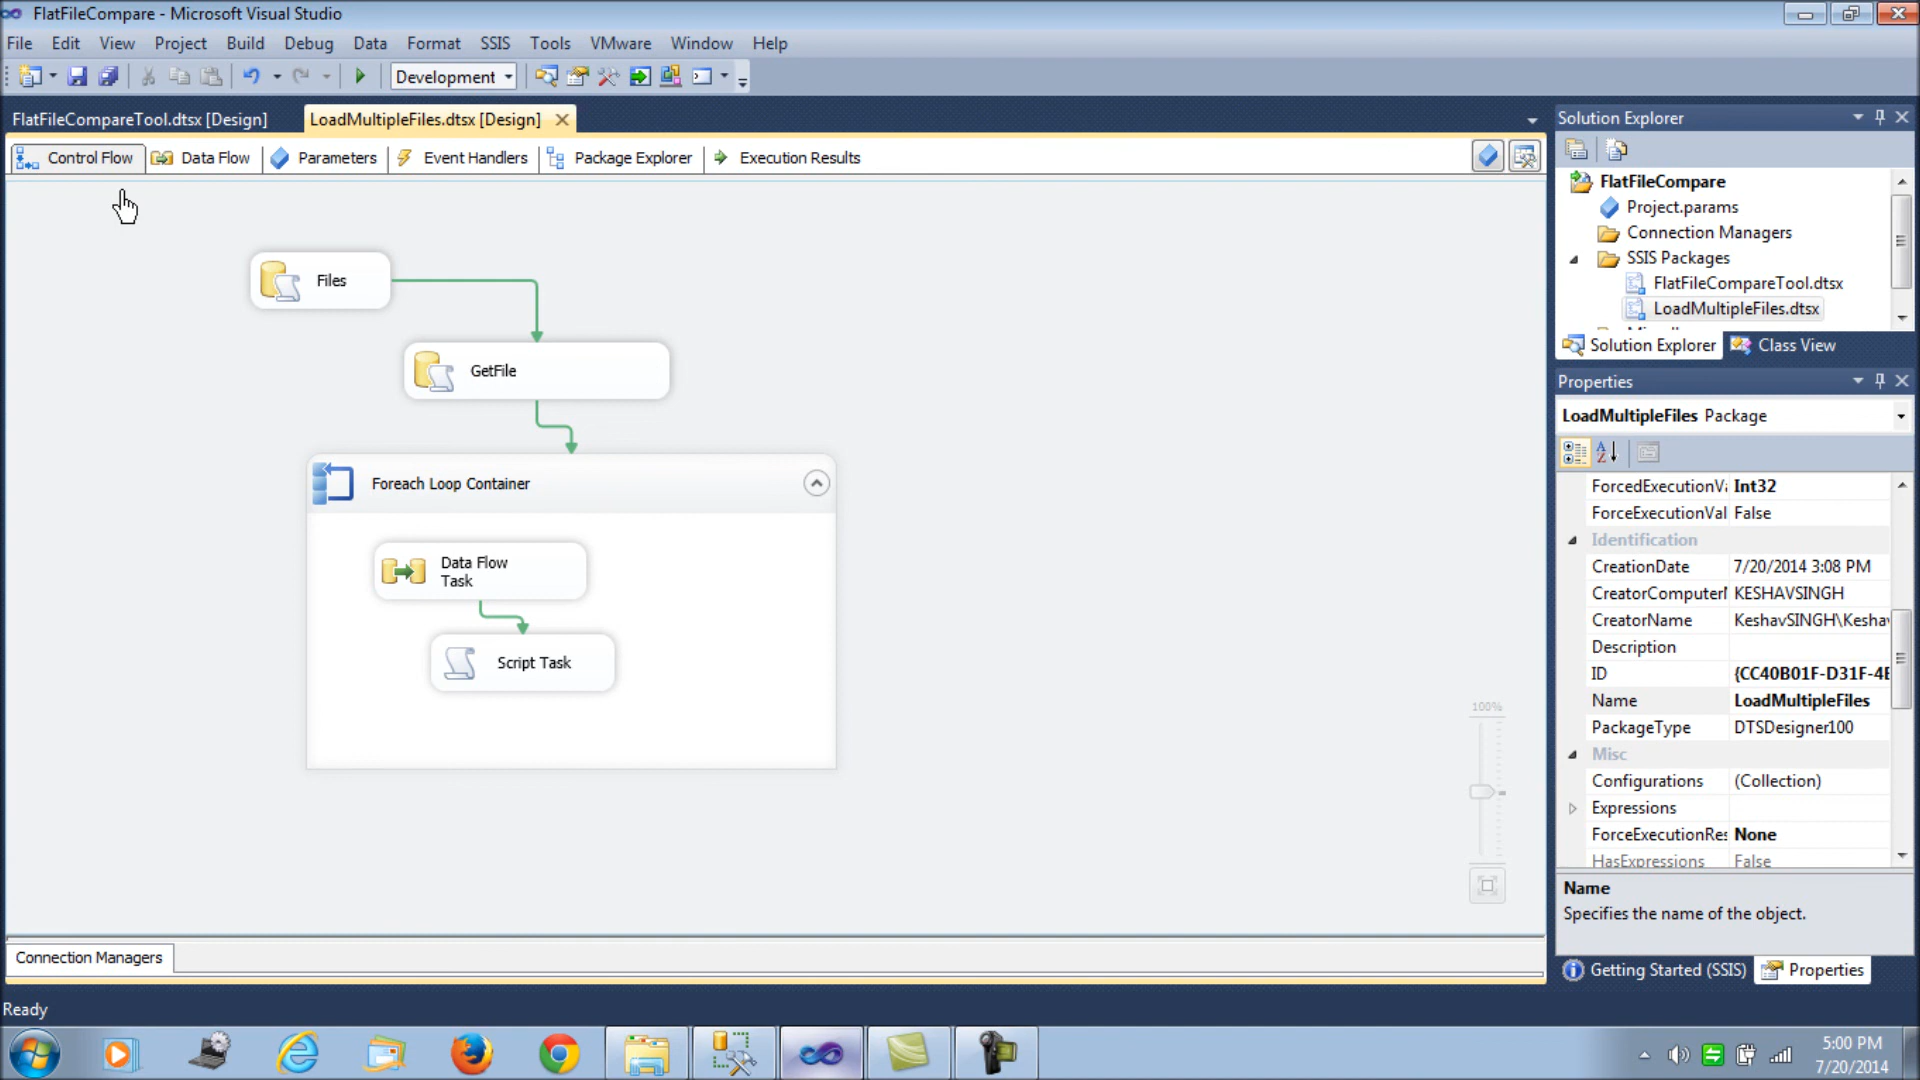 FlatFileCompare - Microsoft Visual Studio
File Edit View Project Build Debug Data Format SSIS Tools VMware Window Help
Development
FlatFileCompareTool.dtsx [Design] LoadMultipleFiles.dtsx [Design]
Control Flow Data Flow Parameters Event Handlers Package Explorer Execution Results
Files
GetFile
Foreach Loop Container
Data Flow
Task
Script Task
100%
Connection Managers
Solution Explorer
FlatFileCompare
Project.params
Connection Managers
SSIS Packages
FlatFileCompareTool.dtsx
LoadMultipleFiles.dtsx
Solution Explorer Class View
Properties
LoadMultipleFiles Package
ForcedExecutionVa Int32
ForceExecutionVal False
Identification
CreationDate 7/20/2014 3:08 PM
CreatorComputerN KESHAVSINGH
CreatorName KeshavSINGH\Kesha
Description
ID {CC40B01F-D31F-4E
Name LoadMultipleFiles
PackageType DTSDesigner100
Misc
Configurations (Collection)
Expressions
ForceExecutionRes None
HasExpressions False
Name
Specifies the name of the object.
Getting Started (SSIS) Properties
Ready
5:00 PM
7/20/2014